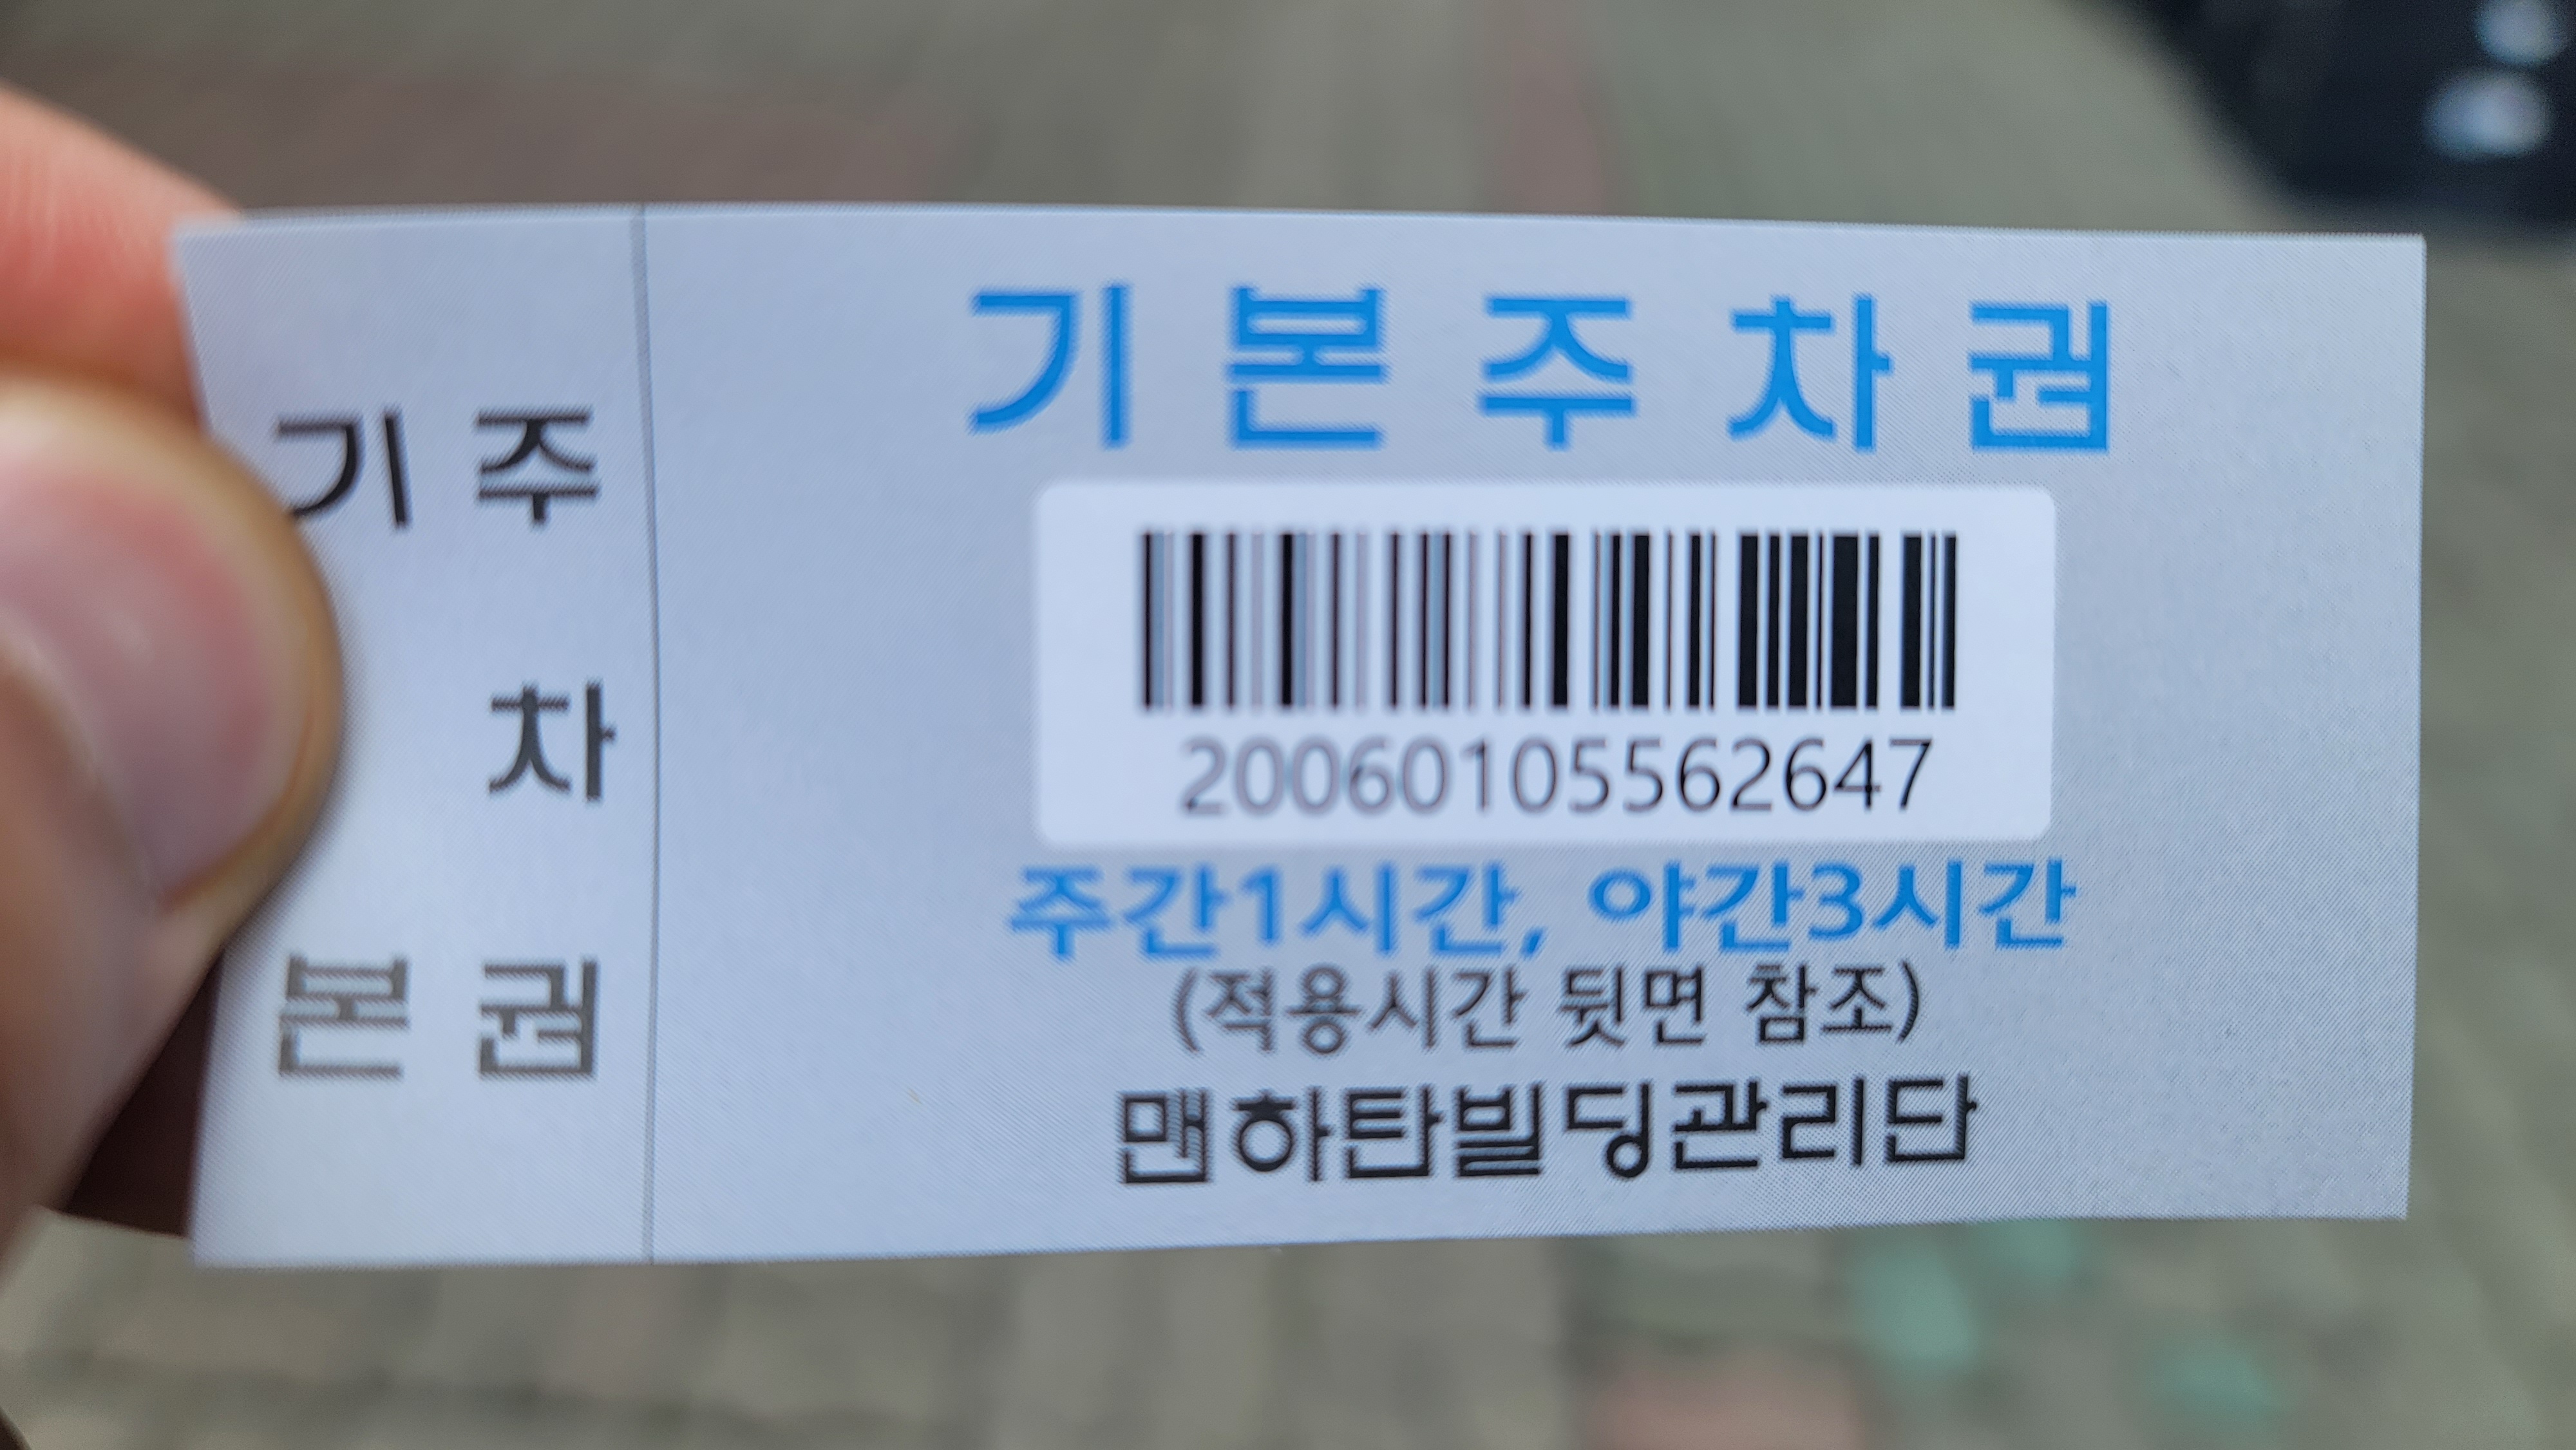 기 주
차
본 권
기본주차권
20060105562647
주간1시간, 야간3시간
(적용시간 뒷면 참조)
맨하탄빌딩관리단